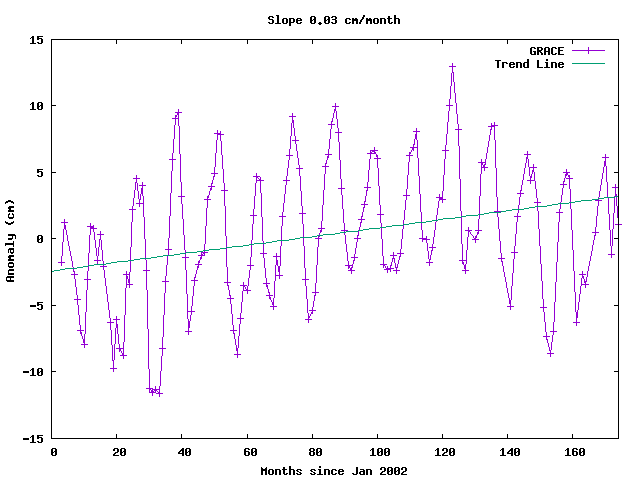 Slope 0.03 cm/month
GRACE
Trend Line
15
10
5
0
-5
-10
-15
Anomaly (cm)
0 20 40 60 80 100 120 140 160
Months since Jan 2002